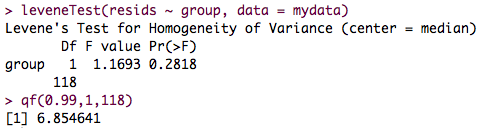 > leveneTest(resids ~ group, data = mydata)
Levene's Test for Homogeneity of Variance (center = median)
Df F value Pr(>F)
group 1 1.1693 0.2818
118
> qf(0.99,1,118)
[1] 6.854641